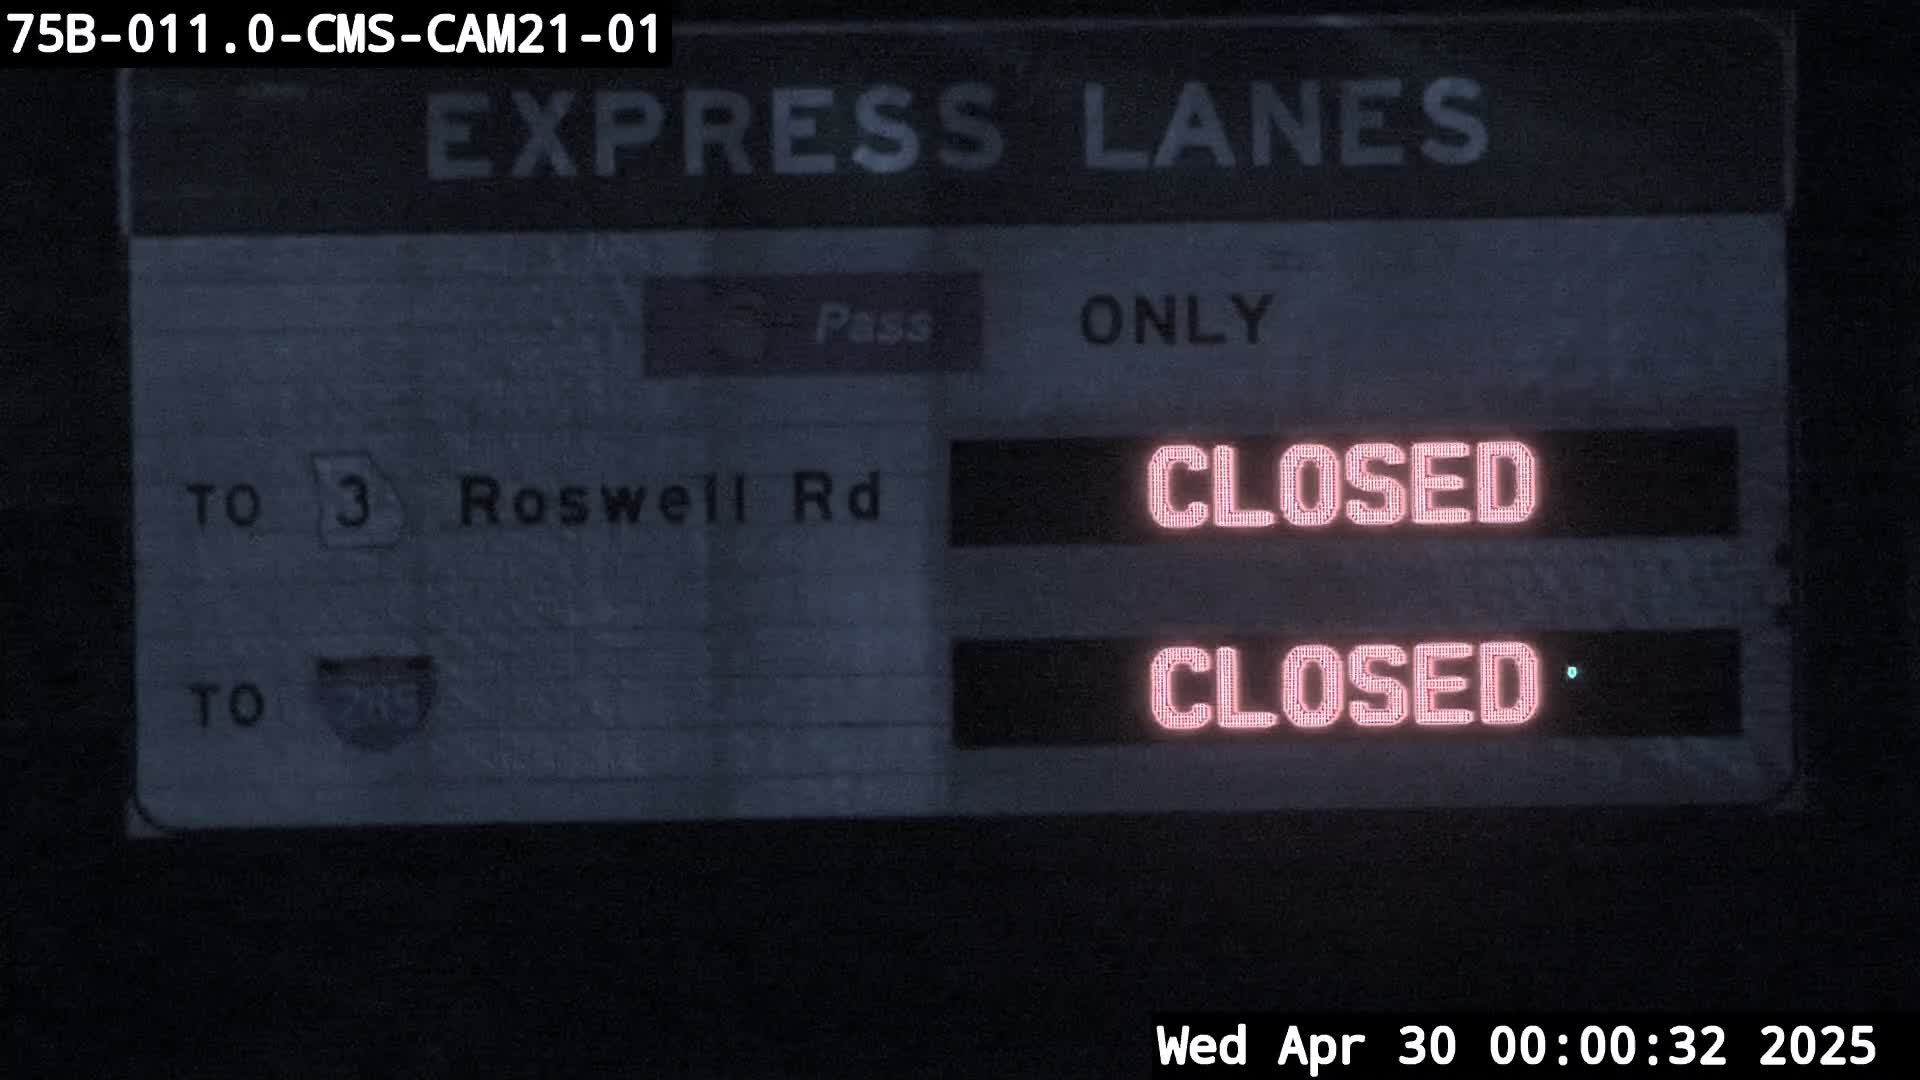 75B-011.0-CMS-CAM21-01
EXPRESS LANES
Pass ONLY
TO 3 Roswell Rd CLOSED
TO 285 CLOSED
Wed Apr 30 00:00:32 2025